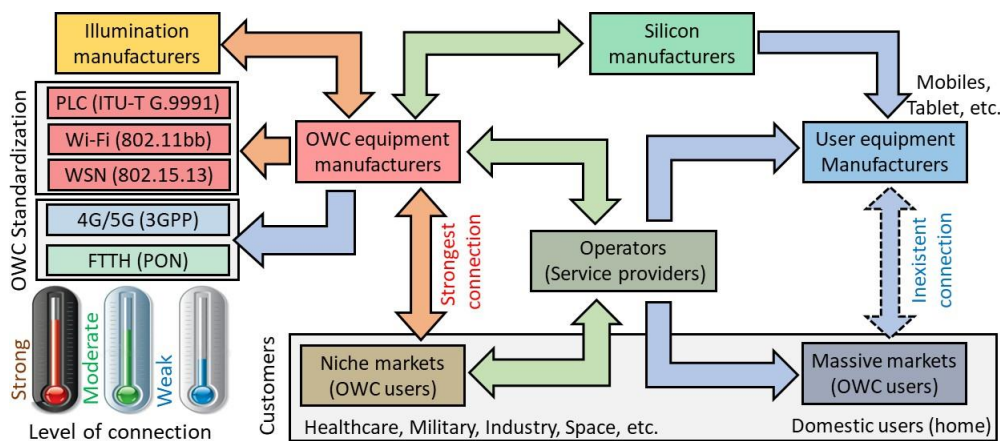 Illumination
manufacturers
Silicon
manufacturers
Mobiles,
Tablet, etc.
OWC Standardization
PLC (ITU-T G.9991)
Wi-Fi (802.11bb)
WSN (802.15.13)
4G/5G (3GPP)
FTTH (PON)
OWC equipment
manufacturers
User equipment
Manufacturers
Operators
(Service providers)
Strongest
connection
Inexistent
connection
Strong
Moderate
Weak
Level of connection
Customers
Niche markets
(OWC users)
Massive markets
(OWC users)
Healthcare, Military, Industry, Space, etc.
Domestic users (home)